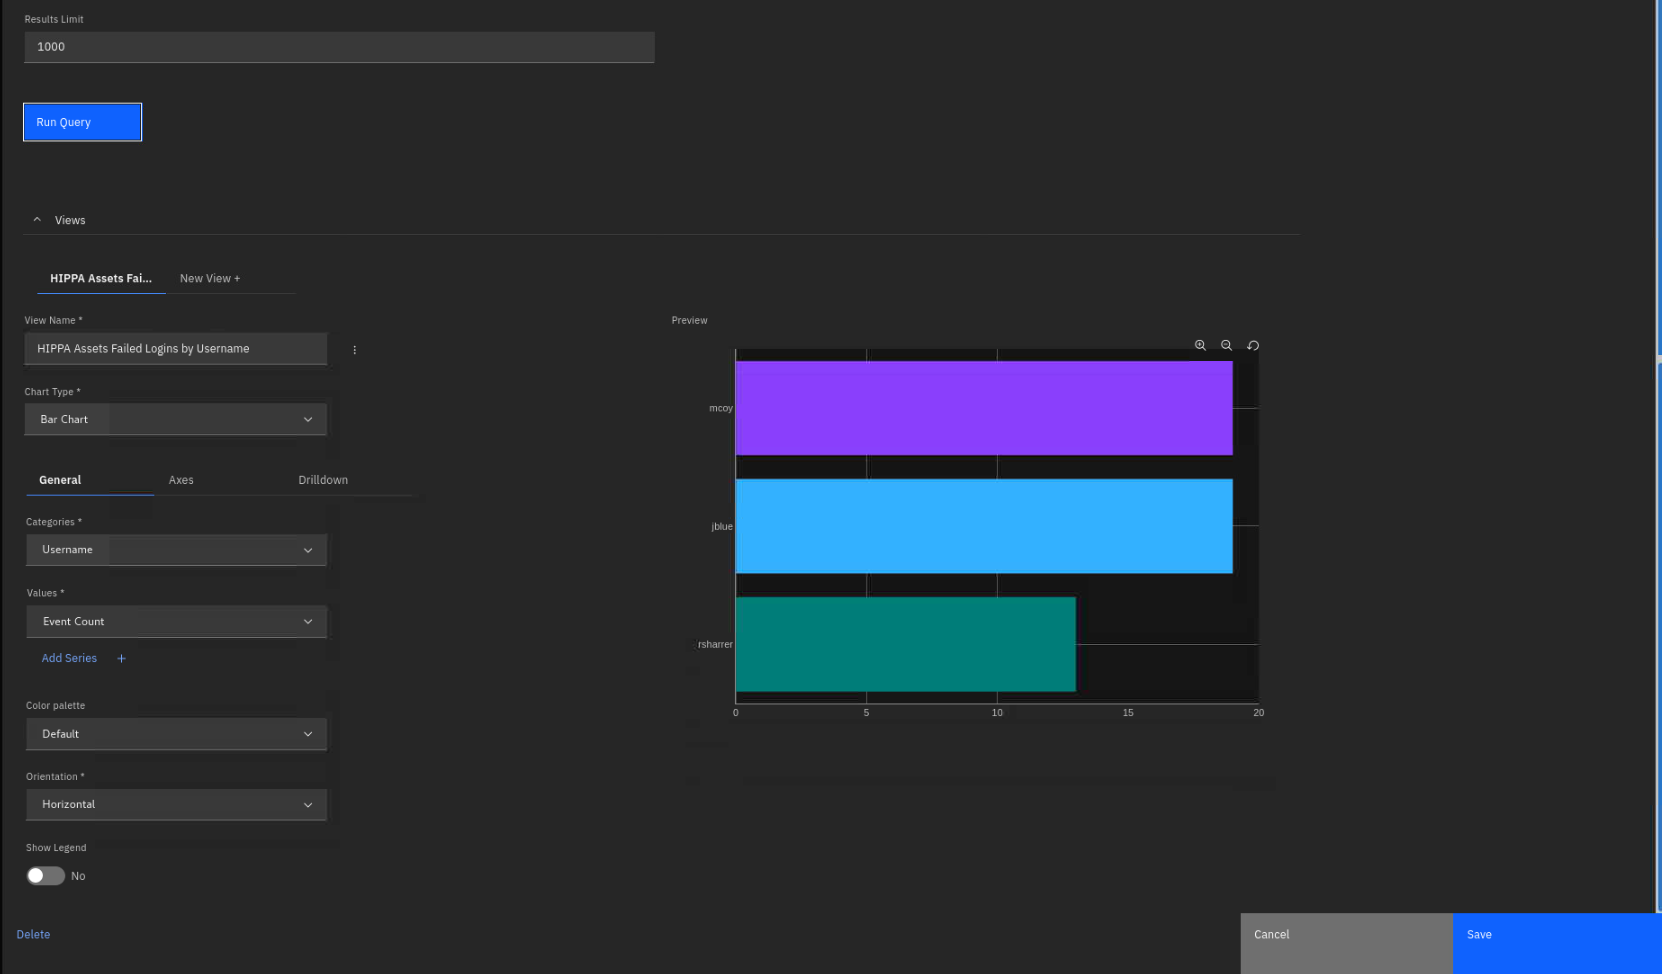 Results Limit
1000
Run Query
Views
HIPPA Assets Fai...
New View +
View Name *
HIPPA Assets Failed Logins by Username
Chart Type *
Bar Chart
General
Axes
Drilldown
Categories *
Username
Values *
Event Count
Add Series +
Color palette
Default
Orientation *
Horizontal
Show Legend
No
Preview
mcoy
jblue
rsharrer
0 5 10 15 20
Delete
Cancel
Save